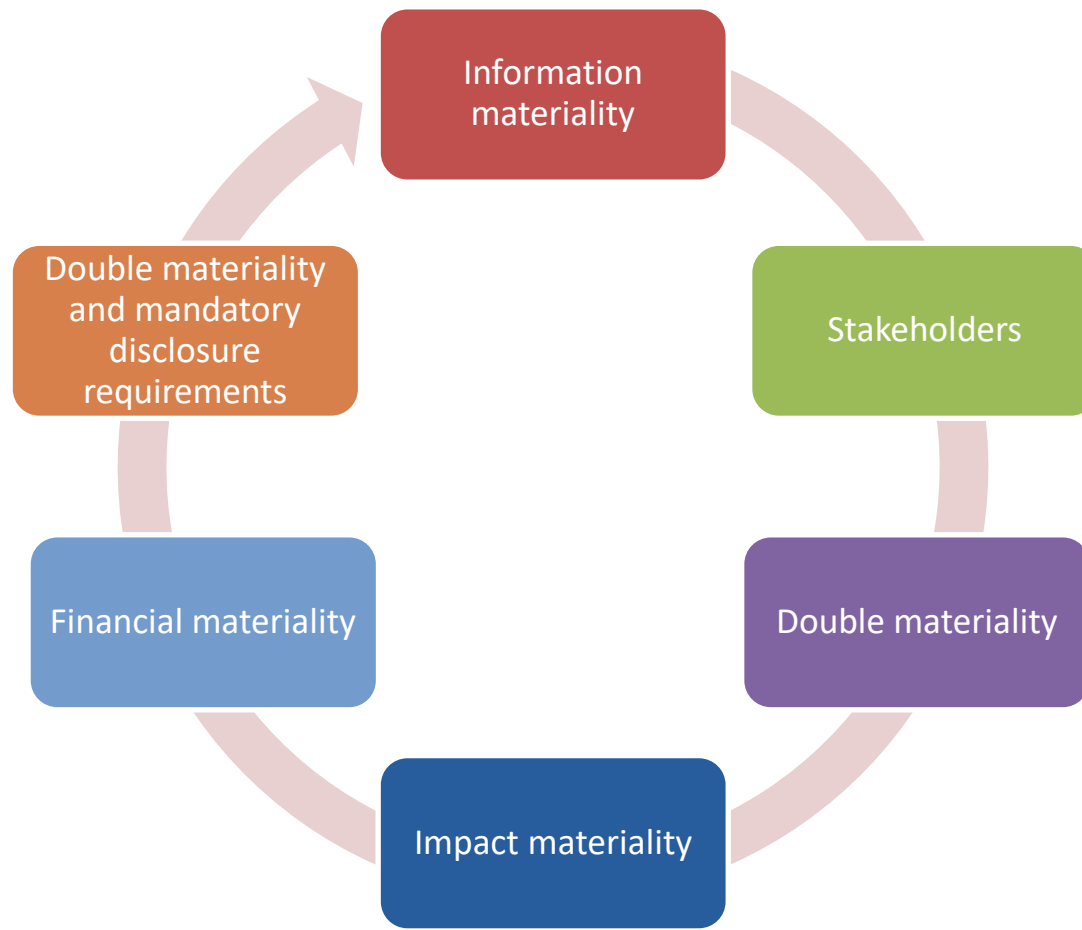 Information
materiality
Stakeholders
Double materiality
Impact materiality
Financial materiality
Double materiality
and mandatory
disclosure
requirements